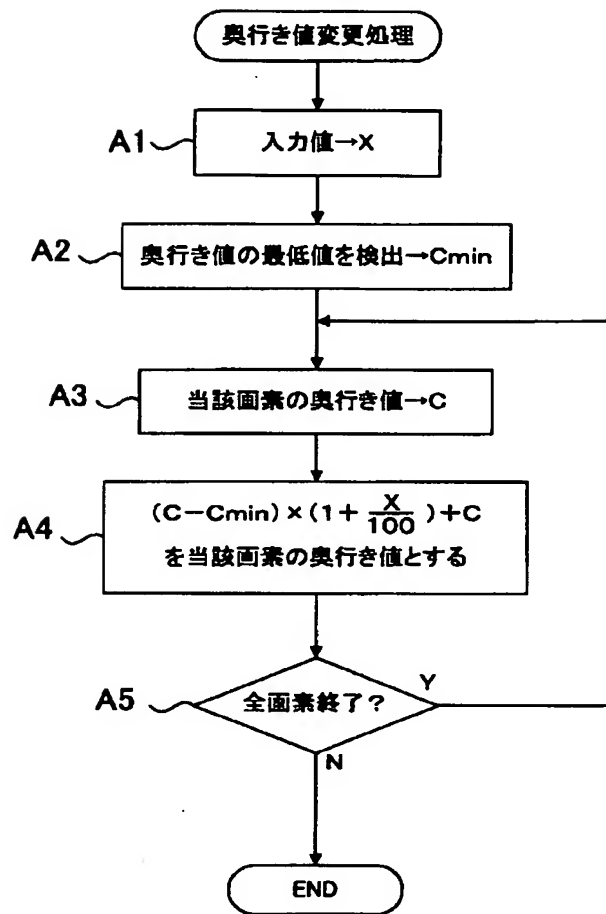 奥行き値変更処理
A1
入力値→X
A2
奥行き値の最低値を検出→Cmin
A3
当該画素の奥行き値→C
A4
(C−Cmin)×(1+X/100)+C
を当該画素の奥行き値とする
A5
全画素終了?
Y
N
END